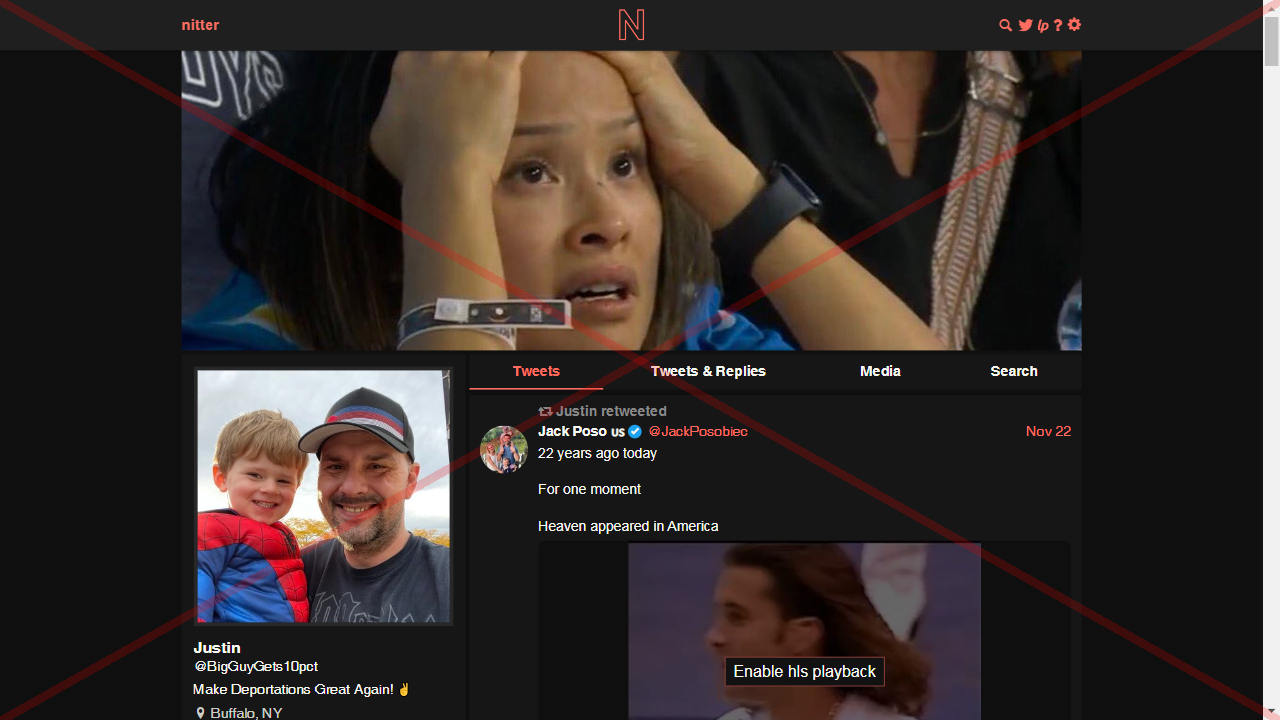 nitter
N
lp ?
Tweets
Tweets & Replies
Media
Search
Justin retweeted
Jack Poso us @JackPosobiec
Nov 22
22 years ago today
For one moment
Heaven appeared in America
Enable hls playback
Justin
@BigGuyGets10pct
Make Deportations Great Again! ✌
Buffalo, NY